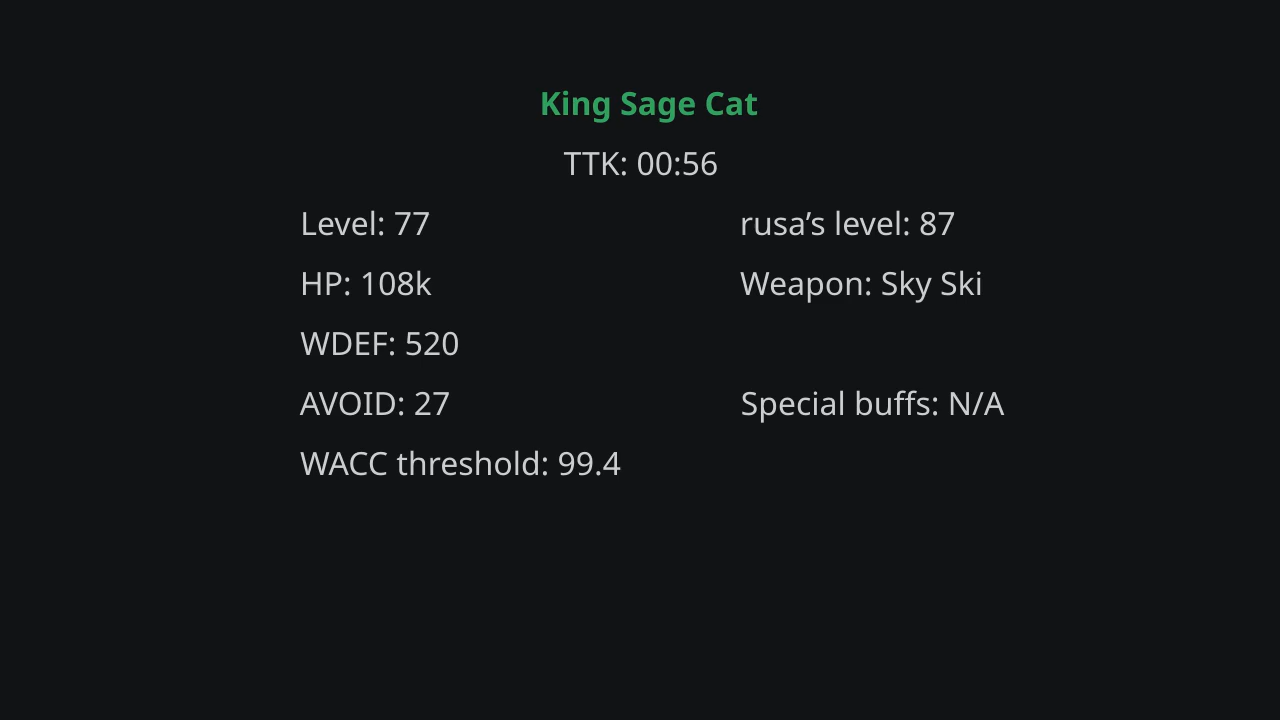 King Sage Cat
TTK: 00:56
Level: 77
rusa’s level: 87
HP: 108k
Weapon: Sky Ski
WDEF: 520
AVOID: 27
Special buffs: N/A
WACC threshold: 99.4